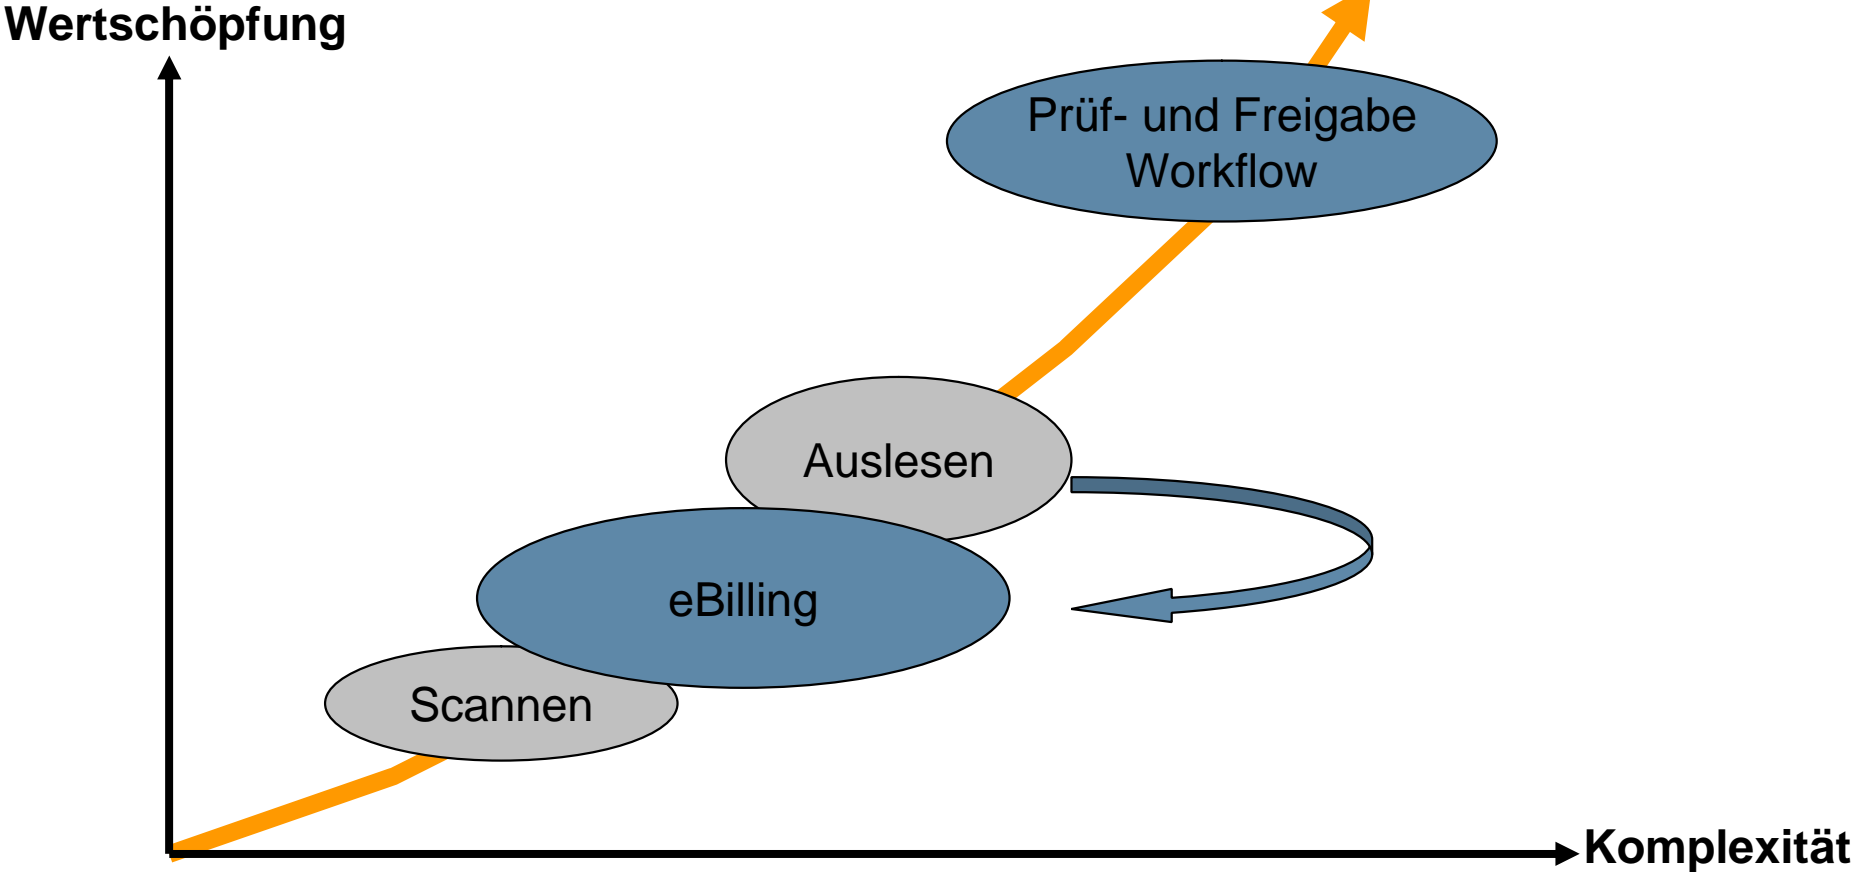 Wertschöpfung
Prüf- und Freigabe
Workflow
Auslesen
eBilling
Scannen
Komplexität